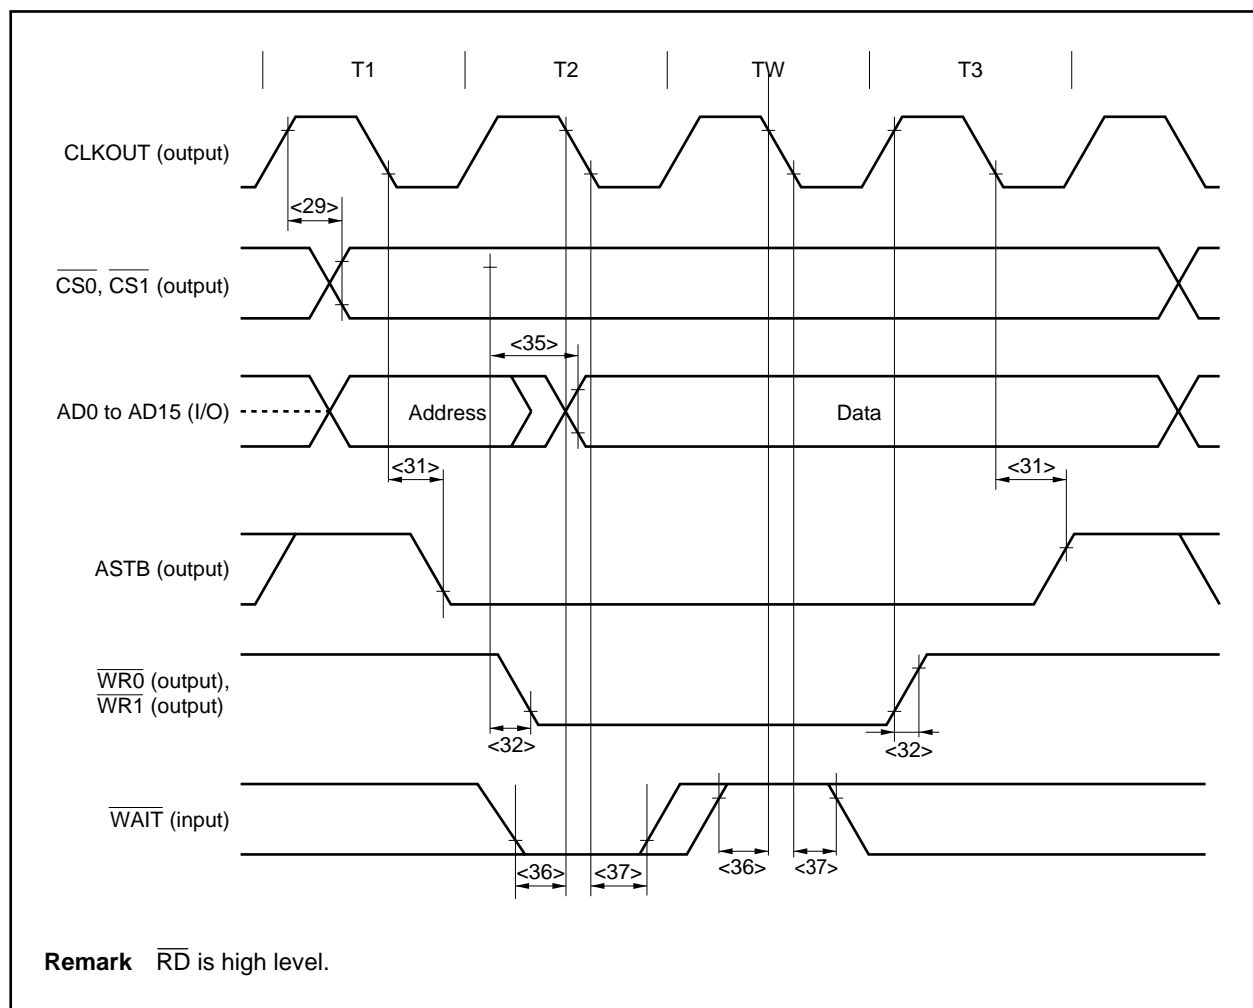 T1 T2 TW T3
CLKOUT (output)
<29>
CS0, CS1 (output)
<35>
AD0 to AD15 (I/O) Address Data
<31> <31>
ASTB (output)
WR0 (output),
WR1 (output)
<32> <32>
WAIT (input)
<36> <37> <36> <37>
Remark RD is high level.